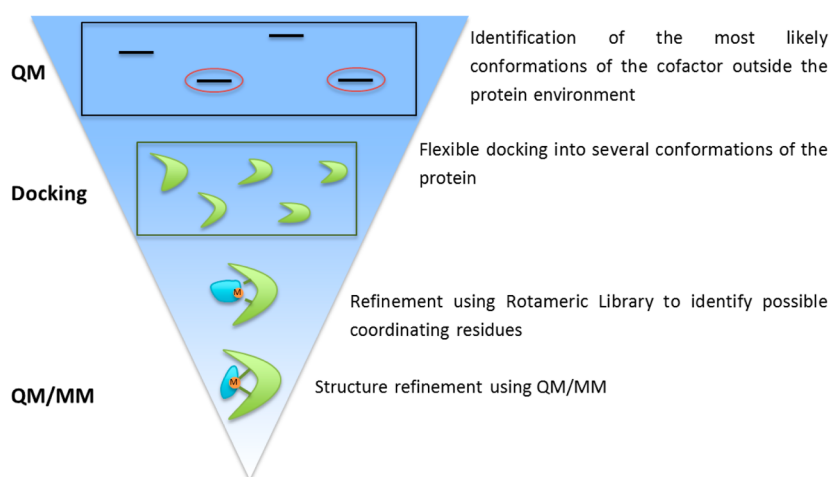 Identification of the most likely
conformations of the cofactor outside the
protein environment
QM
Flexible docking into several conformations of the
protein
Docking
M
Refinement using Rotameric Library to identify possible
coordinating residues
M
Structure refinement using QM/MM
QM/MM